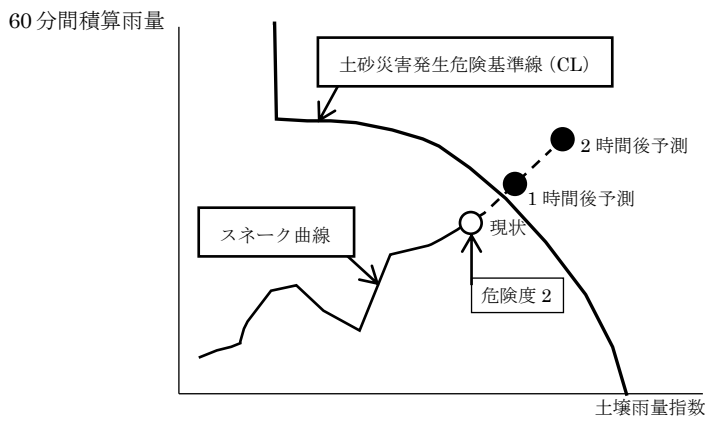 60分間積算雨量
土砂災害発生危険基準線（CL）
2時間後予測
1時間後予測
スネーク曲線
現状
危険度2
土壌雨量指数